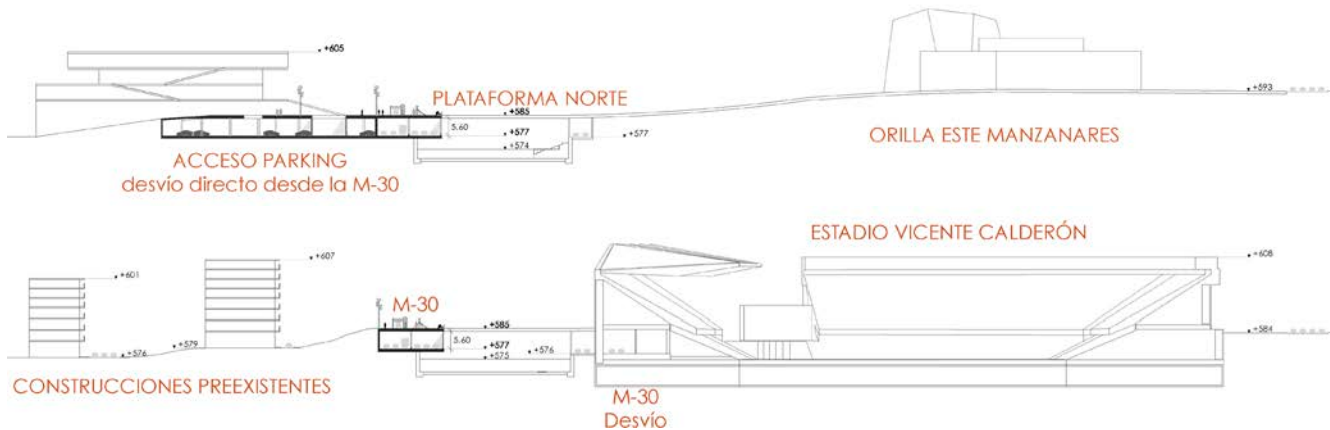 +605
PLATAFORMA NORTE
+585
+593
5.60
+577
+577
+574
ORILLA ESTE MANZANARES
ACCESO PARKING
desvío directo desde la M-30
ESTADIO VICENTE CALDERÓN
+607
+608
+601
M-30
+585
+584
5.60
+579
+577
+576
+576
+575
CONSTRUCCIONES PREEXISTENTES
M-30
Desvío